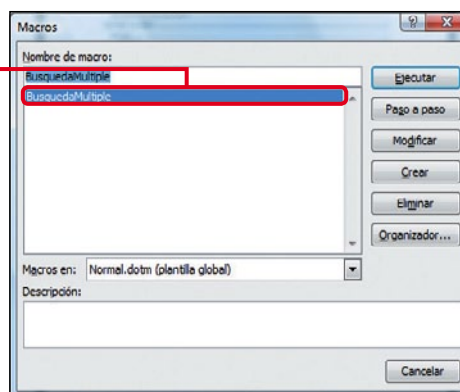 Macros
Nombre de macro:
BusquedaMultiple
BusquedaMultiple
Ejecutar
Paso a paso
Modificar
Crear
Eliminar
Organizador...
Macros en: Normal.dotm (plantilla global)
Descripción:
Cancelar